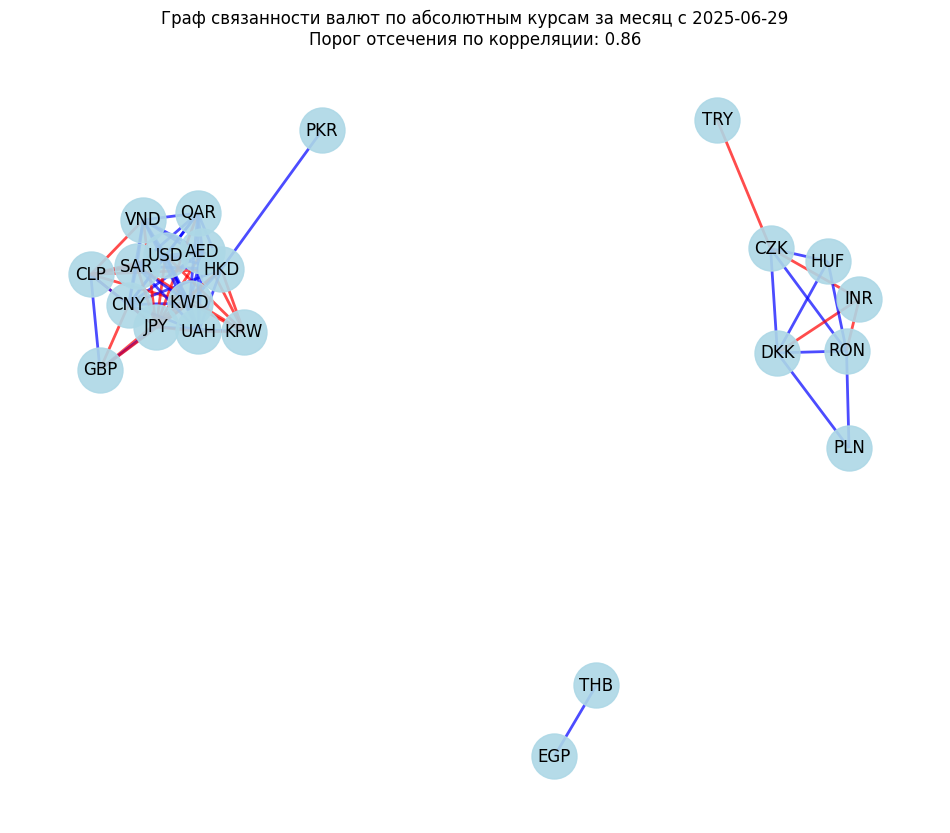 Граф связанности валют по абсолютным курсам за месяц с 2025-06-29
Порог отсечения по корреляции: 0.86
PKR
TRY
VND
QAR
USD
AED
SAR
HKD
CLP
CNY
KWD
JPY
UAH
KRW
GBP
CZK
HUF
INR
DKK
RON
PLN
THB
EGP